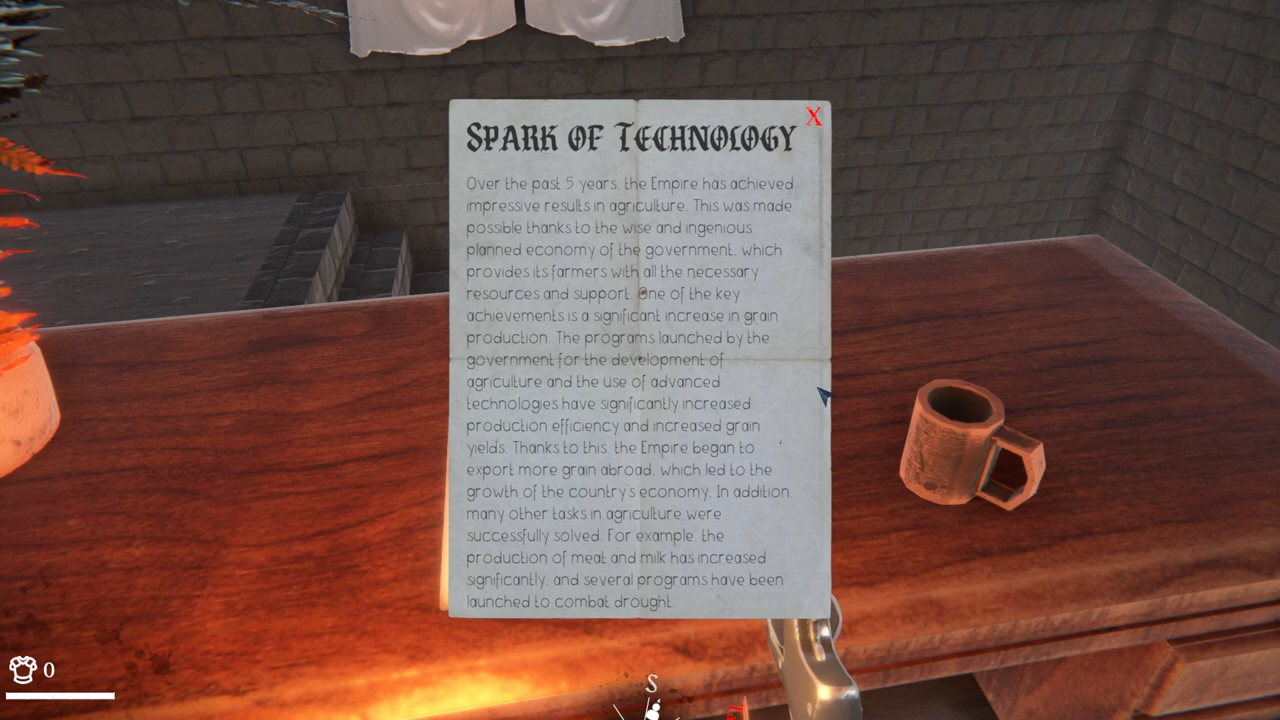 X
SPARK OF TECHNOLOGY
Over the past 5 years, the Empire has achieved
impressive results in agriculture. This was made
possible thanks to the wise and ingenious
planned economy of the government, which
provides its farmers with all the necessary
resources and support. One of the key
achievements is a significant increase in grain
production. The programs launched by the
government for the development of
agriculture and the use of advanced
technologies have significantly increased
production efficiency and increased grain
yields. Thanks to this, the Empire began to
export more grain abroad, which led to the
growth of the country's economy. In addition,
many other tasks in agriculture were
successfully solved. For example, the
production of meat and milk has increased
significantly, and several programs have been
launched to combat drought.
0
S